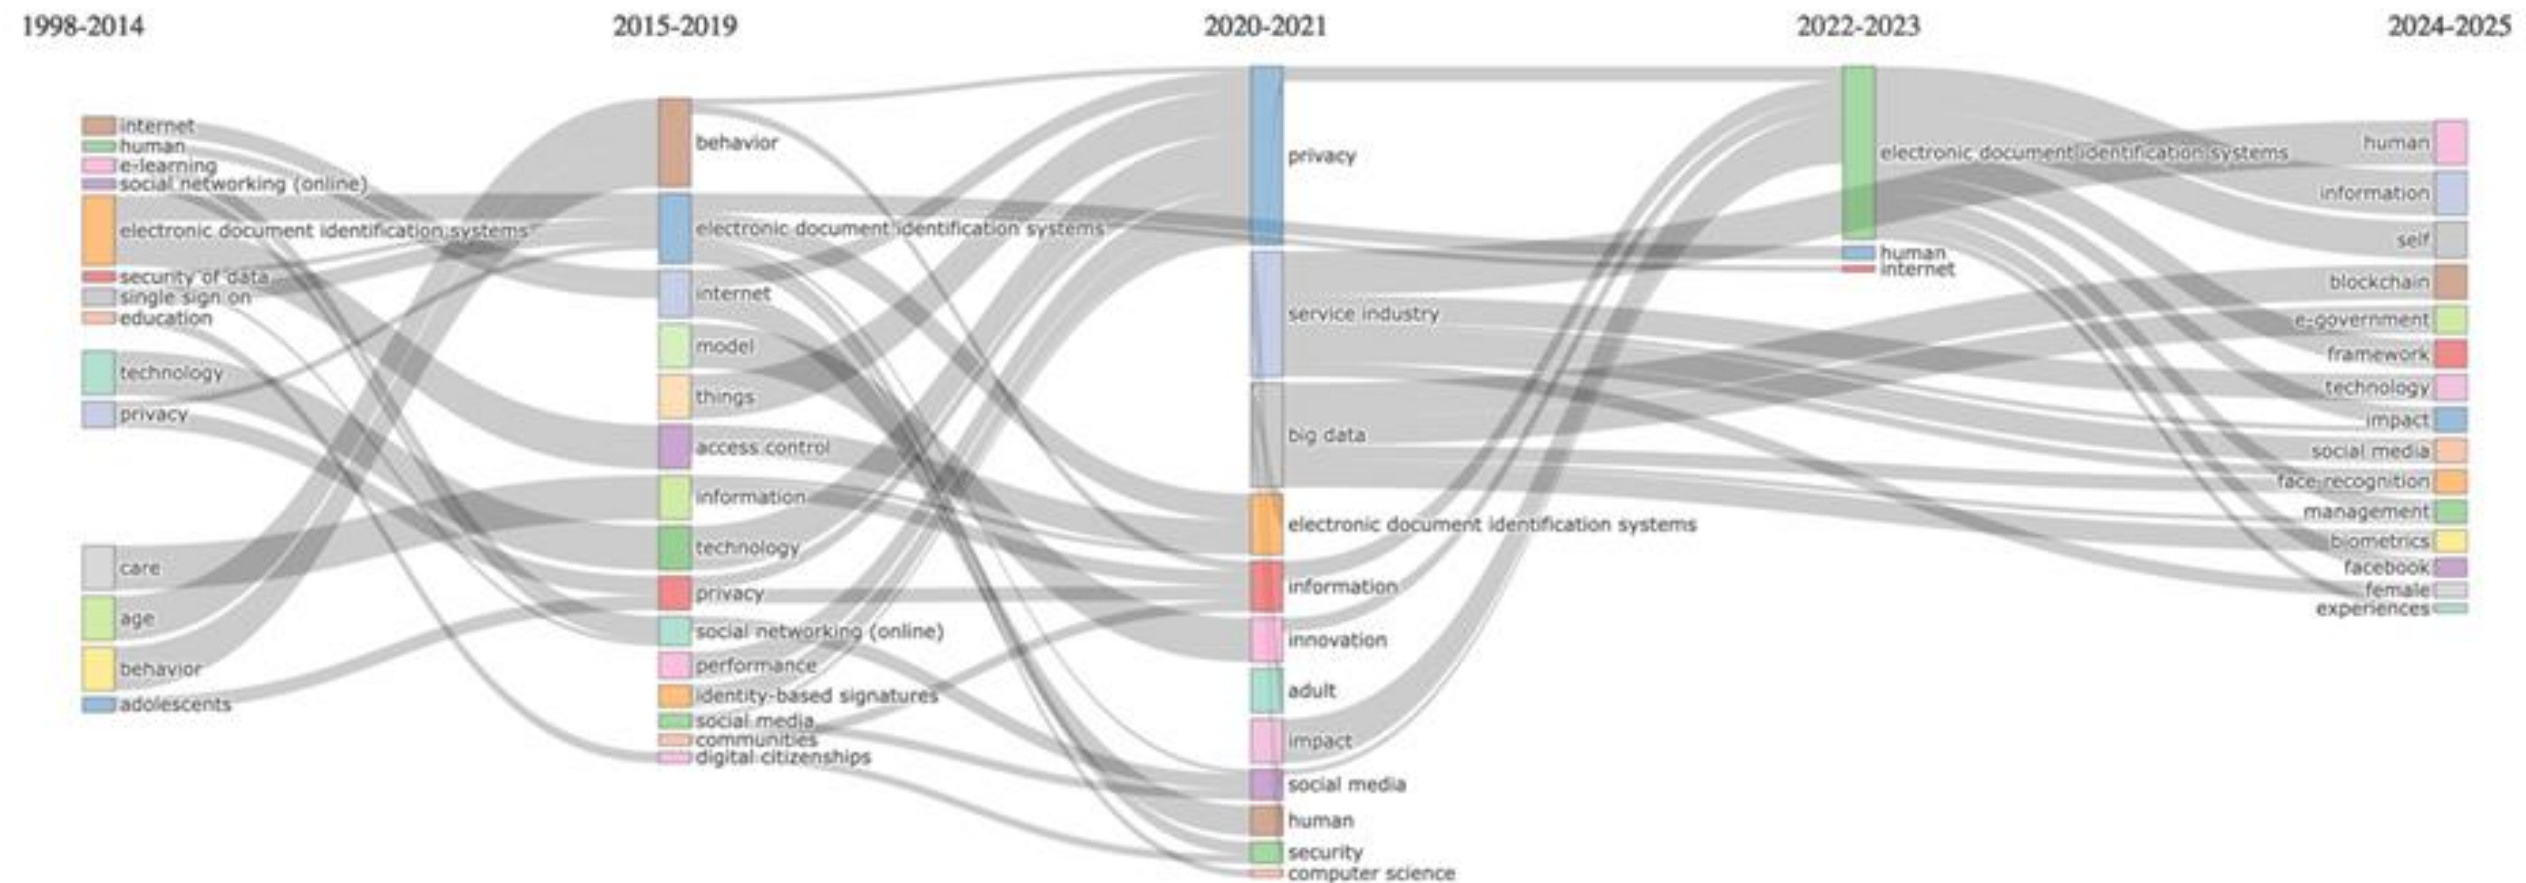 1998-2014
2015-2019
2020-2021
2022-2023
2024-2025
internet
human
e-learning
social networking (online)
electronic document identification systems
security of data
single sign on
education
technology
privacy
care
age
behavior
adolescents
behavior
electronic document identification systems
internet
model
things
access control
information
technology
privacy
social networking (online)
performance
identity-based signatures
social media
communities
digital citizenships
privacy
service industry
big data
electronic document identification systems
information
innovation
adult
impact
social media
human
security
computer science
electronic document identification systems
human
internet
human
information
self
blockchain
e-government
framework
technology
impact
social media
face recognition
management
biometrics
facebook
female
experiences